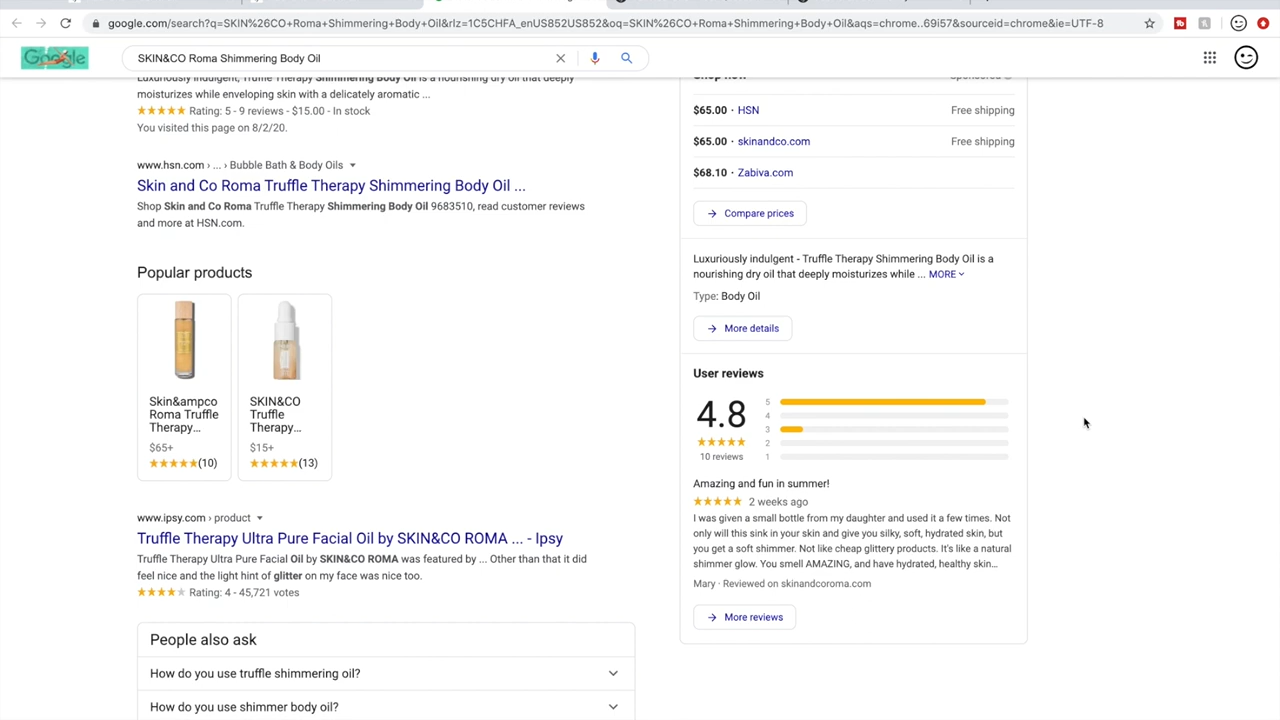 google.com/search?q=SKIN%26CO+Roma+Shimmering+Body+Oil&rlz=1C5CHFA_enUS852US852&oq=SKIN%26CO+Roma+Shimmering+Body+Oil&aqs=chrome..69i57&sourceid=chrome&ie=UTF-8
Google
SKIN&CO Roma Shimmering Body Oil
Luxuriously indulgent, Truffle Therapy Shimmering Body Oil is a nourishing dry oil that deeply
moisturizes while enveloping skin with a delicately aromatic ...
Rating: 5 - 9 reviews - $15.00 - In stock
You visited this page on 8/2/20.
www.hsn.com › ... › Bubble Bath & Body Oils
Skin and Co Roma Truffle Therapy Shimmering Body Oil ...
Shop Skin and Co Roma Truffle Therapy Shimmering Body Oil 9683510, read customer reviews
and more at HSN.com.
Popular products
Skin&ampco
Roma Truffle
Therapy...
$65+
(10)
SKIN&CO
Truffle
Therapy...
$15+
(13)
www.ipsy.com › product
Truffle Therapy Ultra Pure Facial Oil by SKIN&CO ROMA ... - Ipsy
Truffle Therapy Ultra Pure Facial Oil by SKIN&CO ROMA was featured by ... Other than that it did
feel nice and the light hint of glitter on my face was nice too.
Rating: 4 - 45,721 votes
People also ask
How do you use truffle shimmering oil?
How do you use shimmer body oil?
Shop now Sponsored
$65.00 · HSN Free shipping
$65.00 · skinandco.com Free shipping
$68.10 · Zabiva.com
Compare prices
Luxuriously indulgent - Truffle Therapy Shimmering Body Oil is a
nourishing dry oil that deeply moisturizes while ... MORE
Type: Body Oil
More details
User reviews
4.8
10 reviews
5
4
3
2
1
Amazing and fun in summer!
2 weeks ago
I was given a small bottle from my daughter and used it a few times. Not
only will this sink in your skin and give you silky, soft, hydrated skin, but
you get a soft shimmer. Not like cheap glittery products. It's like a natural
shimmer glow. You smell AMAZING, and have hydrated, healthy skin...
Mary · Reviewed on skinandcoroma.com
More reviews